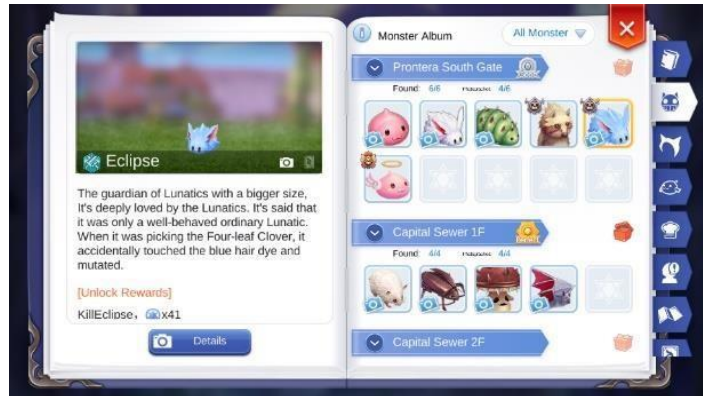 Eclipse
The guardian of Lunatics with a bigger size,
It's deeply loved by the Lunatics. It's said that
it was only a well-behaved ordinary Lunatic.
When it was picking the Four-leaf Clover, it
accidentally touched the blue hair dye and
mutated.
[Unlock Rewards]
KillEclipse, x41
Details
Monster Album
All Monster
Prontera South Gate
Found: 6/6 4/6
Capital Sewer 1F
Found: 4/4 4/4
Capital Sewer 2F